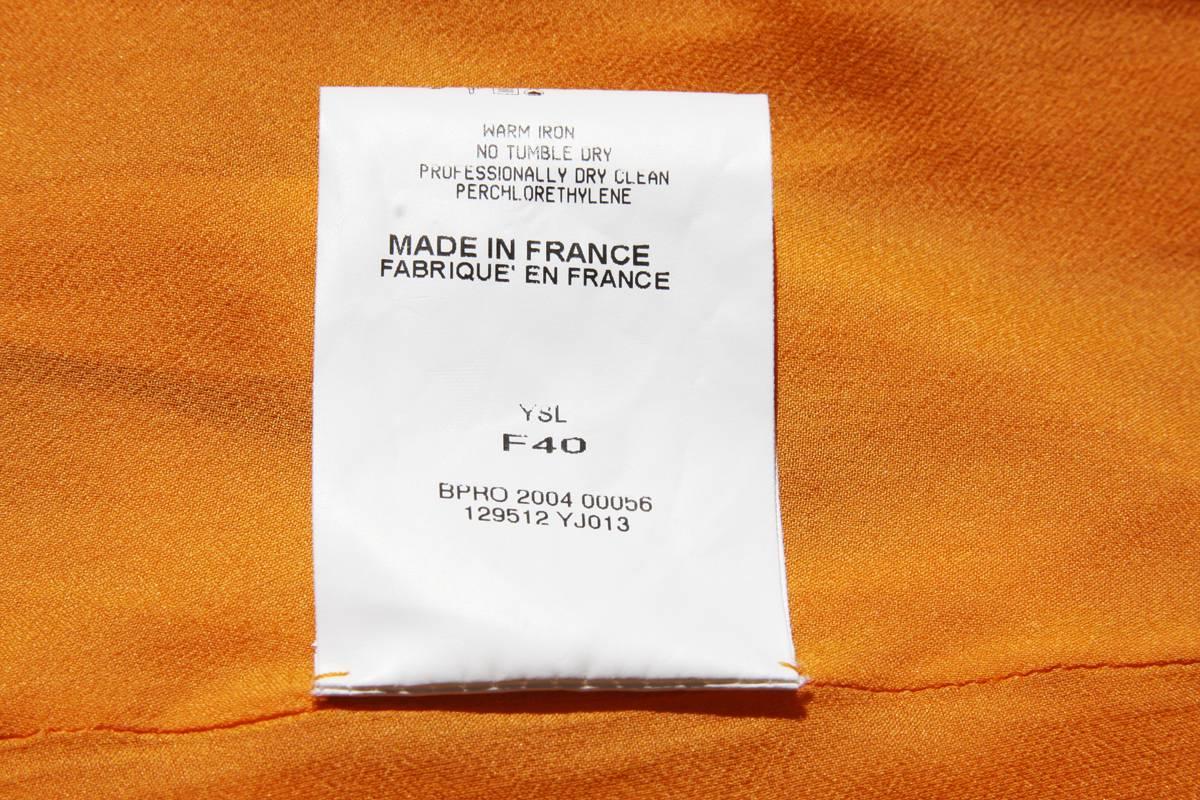 WARM IRON
NO TUMBLE DRY
PROFESSIONALLY DRY CLEAN
PERCHLORETHYLENE
MADE IN FRANCE
FABRIQUE' EN FRANCE
YSL
F40
BPRO 2004 00056
129512 YJ013